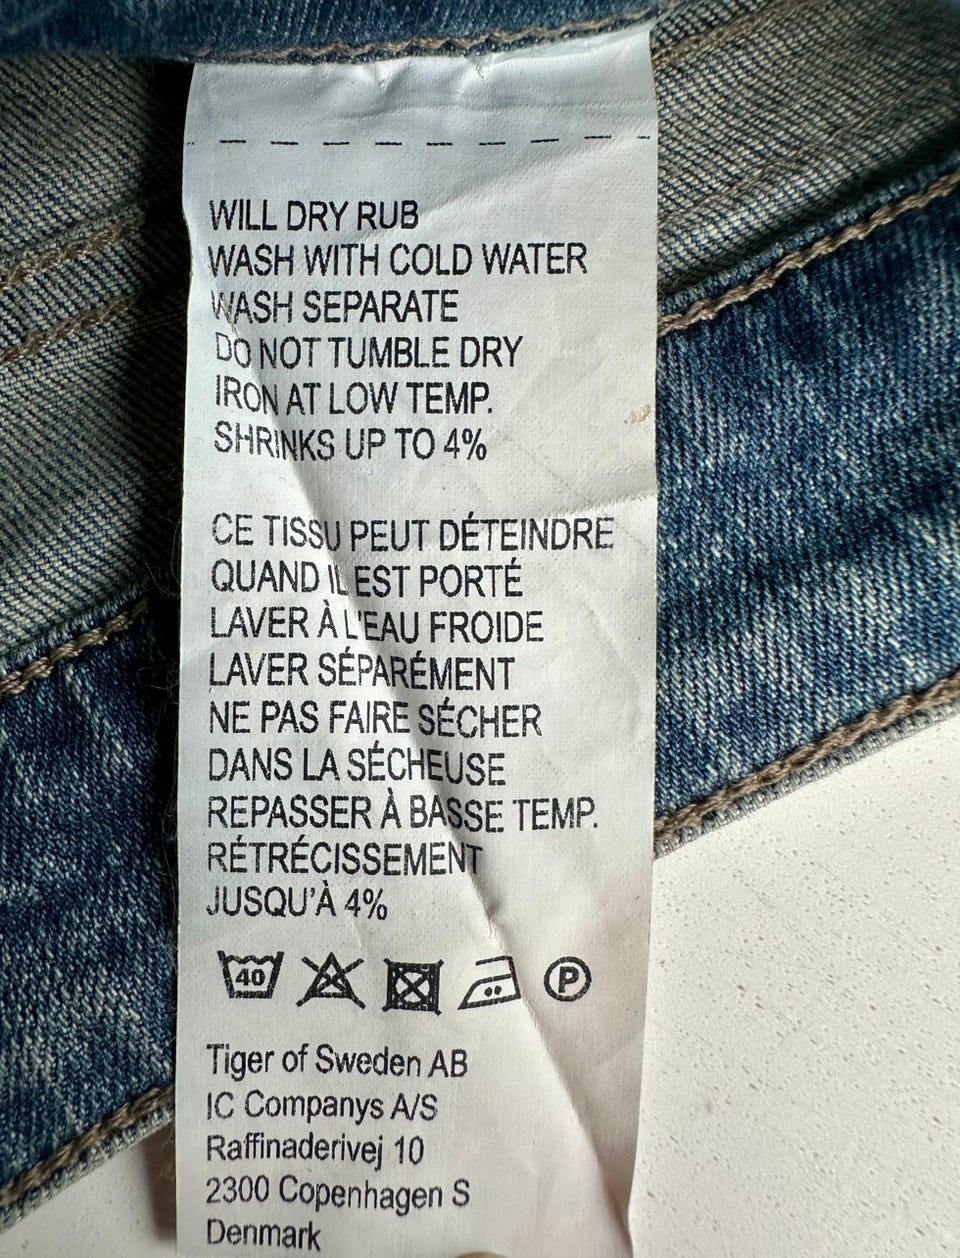 WILL DRY RUB
WASH WITH COLD WATER
WASH SEPARATE
DO NOT TUMBLE DRY
IRON AT LOW TEMP.
SHRINKS UP TO 4%
CE TISSU PEUT DÉTEINDRE
QUAND IL EST PORTÉ
LAVER À L'EAU FROIDE
LAVER SÉPARÉMENT
NE PAS FAIRE SÉCHER
DANS LA SÉCHEUSE
REPASSER À BASSE TEMP.
RÉTRÉCISSEMENT
JUSQU'À 4%
40 P
Tiger of Sweden AB
IC Companys A/S
Raffinaderivej 10
2300 Copenhagen S
Denmark